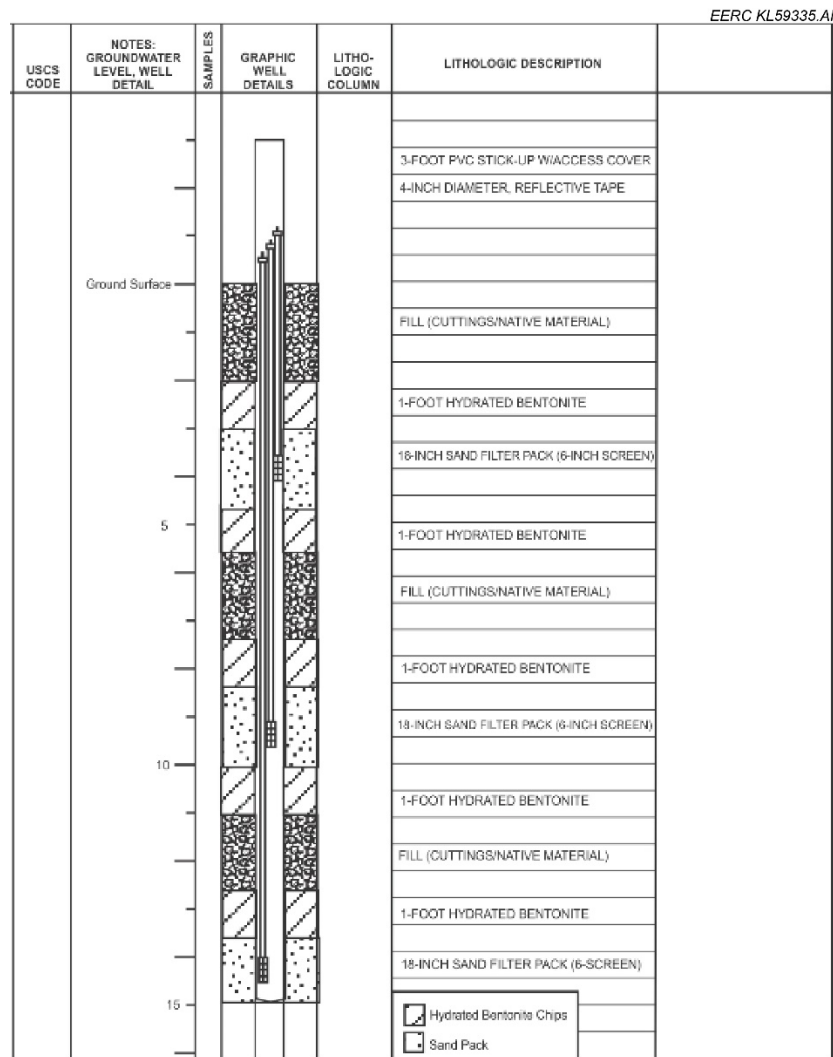 EERC KL59335.AI
USCS
CODE
NOTES:
GROUNDWATER
LEVEL, WELL
DETAIL
SAMPLES
GRAPHIC
WELL
DETAILS
LITHO-
LOGIC
COLUMN
LITHOLOGIC DESCRIPTION
3-FOOT PVC STICK-UP W/ACCESS COVER
4-INCH DIAMETER, REFLECTIVE TAPE
Ground Surface
FILL (CUTTINGS/NATIVE MATERIAL)
1-FOOT HYDRATED BENTONITE
18-INCH SAND FILTER PACK (6-INCH SCREEN)
5
1-FOOT HYDRATED BENTONITE
FILL (CUTTINGS/NATIVE MATERIAL)
1-FOOT HYDRATED BENTONITE
18-INCH SAND FILTER PACK (6-INCH SCREEN)
10
1-FOOT HYDRATED BENTONITE
FILL (CUTTINGS/NATIVE MATERIAL)
1-FOOT HYDRATED BENTONITE
18-INCH SAND FILTER PACK (6-SCREEN)
15
Hydrated Bentonite Chips
Sand Pack